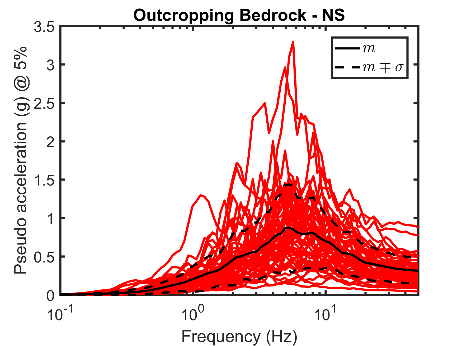 Outcropping Bedrock - NS
3.5
3
2.5
2
1.5
1
0.5
0
Pseudo acceleration (g) @ 5%
m
m ∓ σ
10⁻¹
10⁰
10¹
Frequency (Hz)